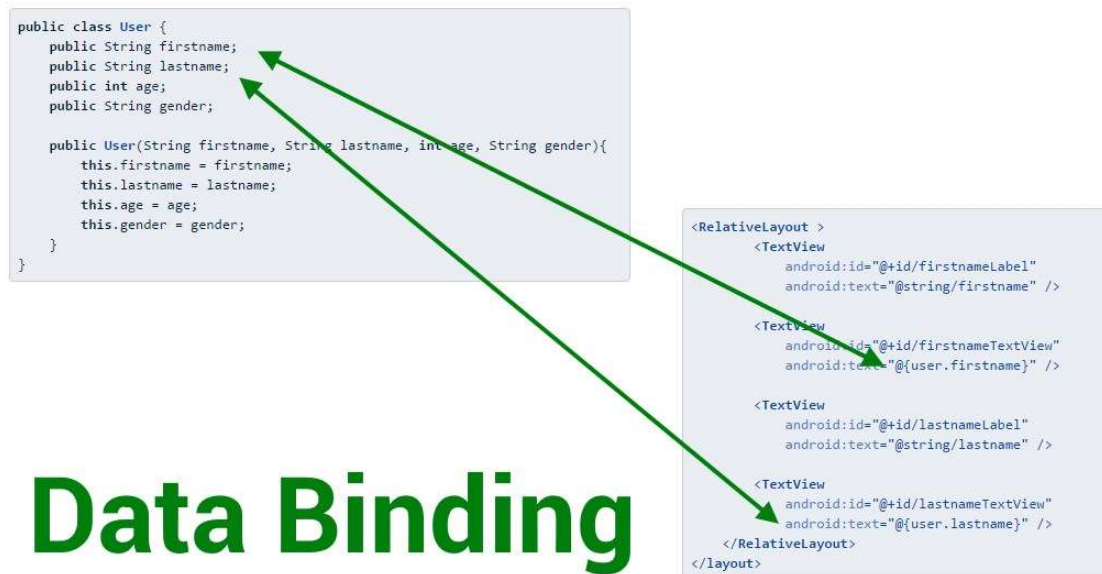 public class User {
    public String firstname;
    public String lastname;
    public int age;
    public String gender;

    public User(String firstname, String lastname, int age, String gender){
        this.firstname = firstname;
        this.lastname = lastname;
        this.age = age;
        this.gender = gender;
    }
}
<RelativeLayout >
        <TextView
            android:id="@+id/firstnameLabel"
            android:text="@string/firstname" />

        <TextView
            android:id="@+id/firstnameTextView"
            android:text="@{user.firstname}" />

        <TextView
            android:id="@+id/lastnameLabel"
            android:text="@string/lastname" />

        <TextView
            android:id="@+id/lastnameTextView"
            android:text="@{user.lastname}" />
    </RelativeLayout>
</layout>
Data Binding